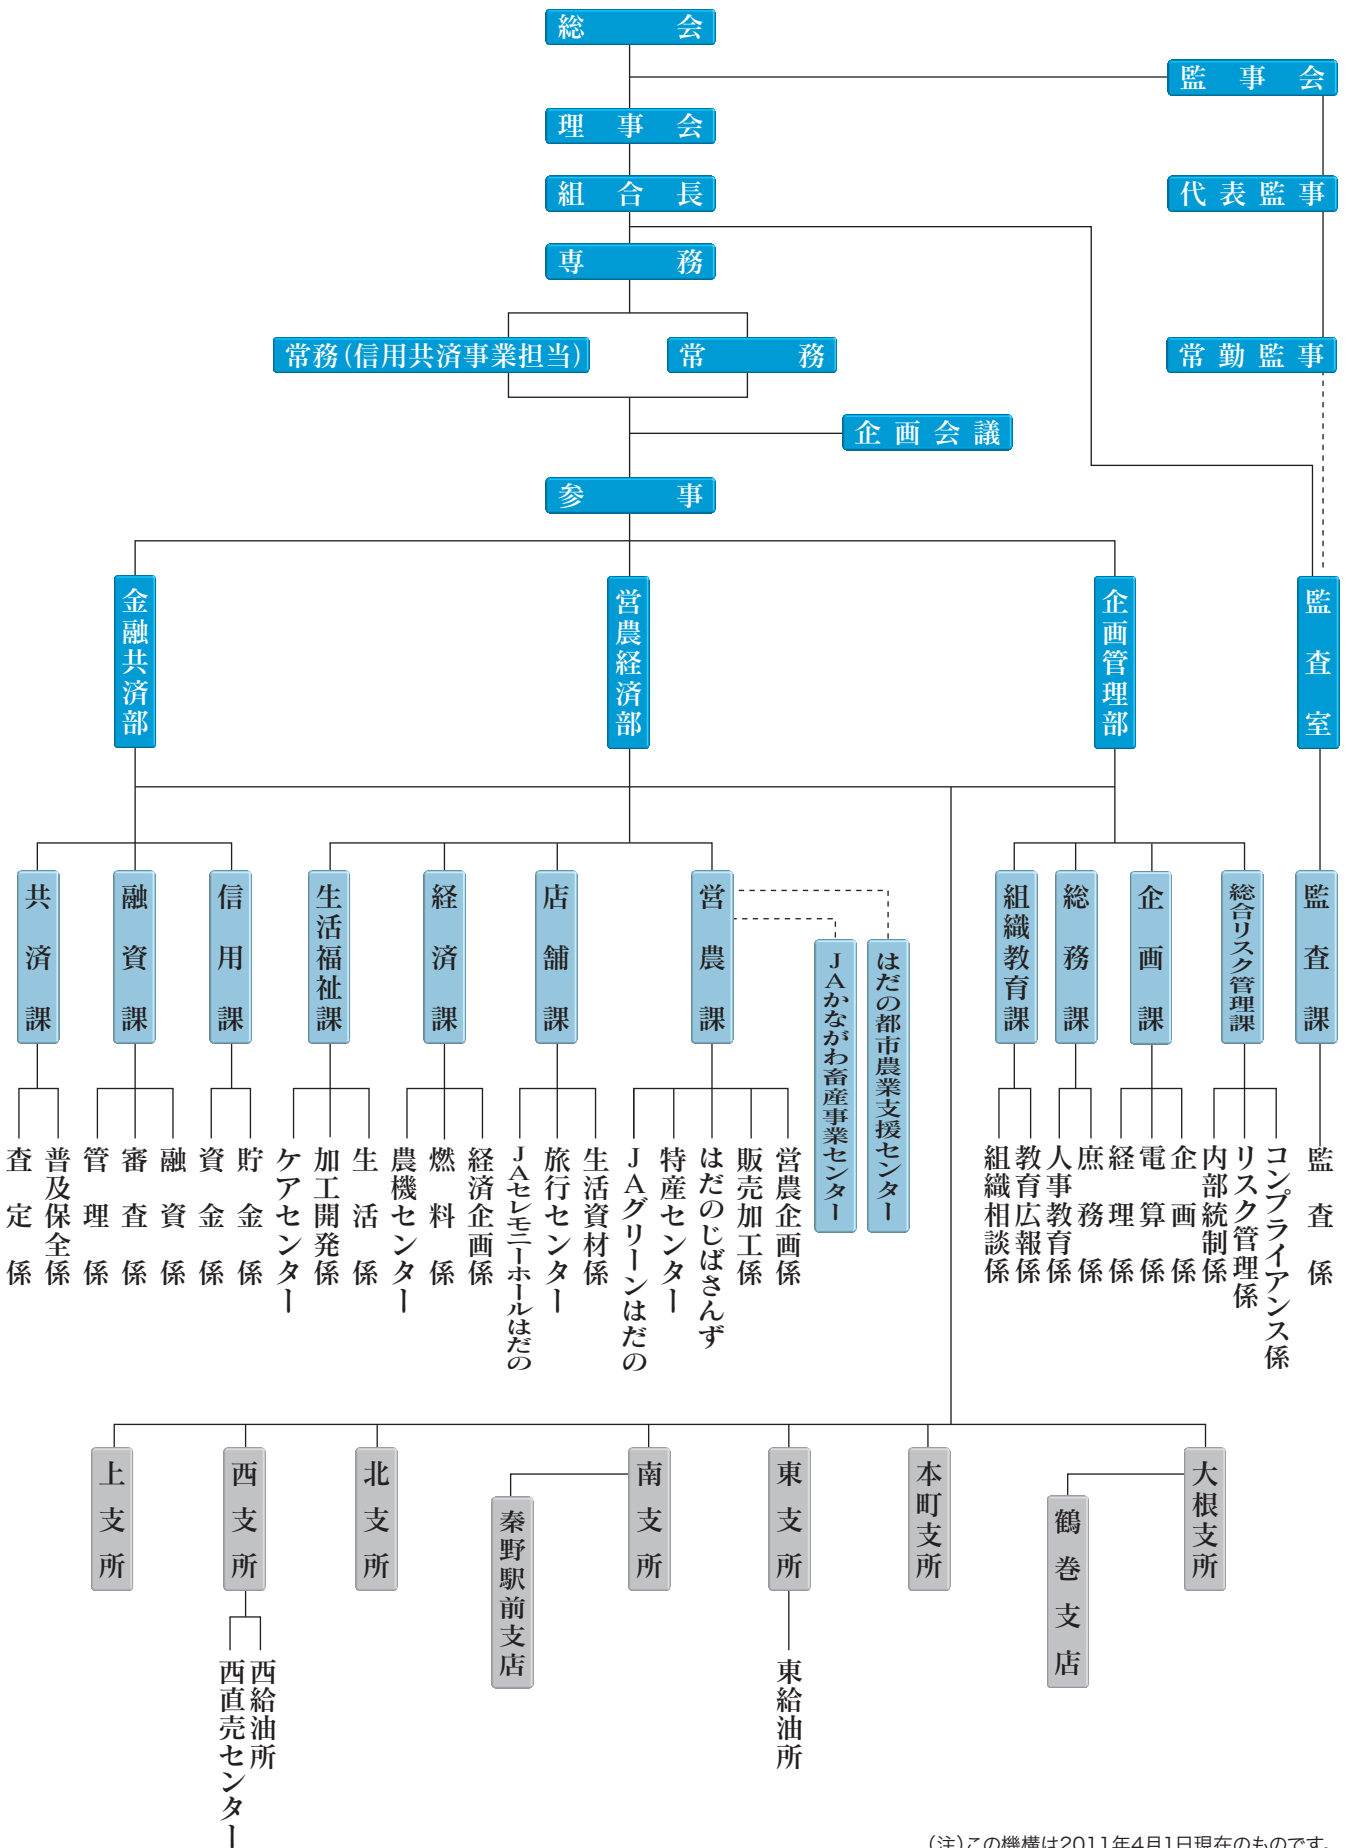 総会
監事会
理事会
組合長
代表監事
専務
常務(信用共済事業担当)
常務
常勤監事
企画会議
参事
金融共済部
営農経済部
企画管理部
監査室
共済課
融資課
信用課
生活福祉課
経済課
店舗課
営農課
JAかながわ畜産事業センター
はだの都市農業支援センター
組織教育課
総務課
企画課
総合リスク管理課
監査課
査定係
普及保全係
管理係
審査係
融資係
資金係
貯金係
ケアセンター
加工開発係
生活係
農機センター
燃料係
経済企画係
JAセレモニーホールはだの
旅行センター
生活資材係
JAグリーンはだの
特産センター
はだのじばさんず
販売加工係
営農企画係
組織相談係
教育広報係
人事教育係
庶務係
経理係
電算係
企画係
内部統制係
リスク管理係
コンプライアンス係
監査係
上支所
西支所
北支所
秦野駅前支店
南支所
東支所
本町支所
鶴巻支店
大根支所
西直売センター
西給油所
東給油所
(注)この機構は2011年4月1日現在のものです。